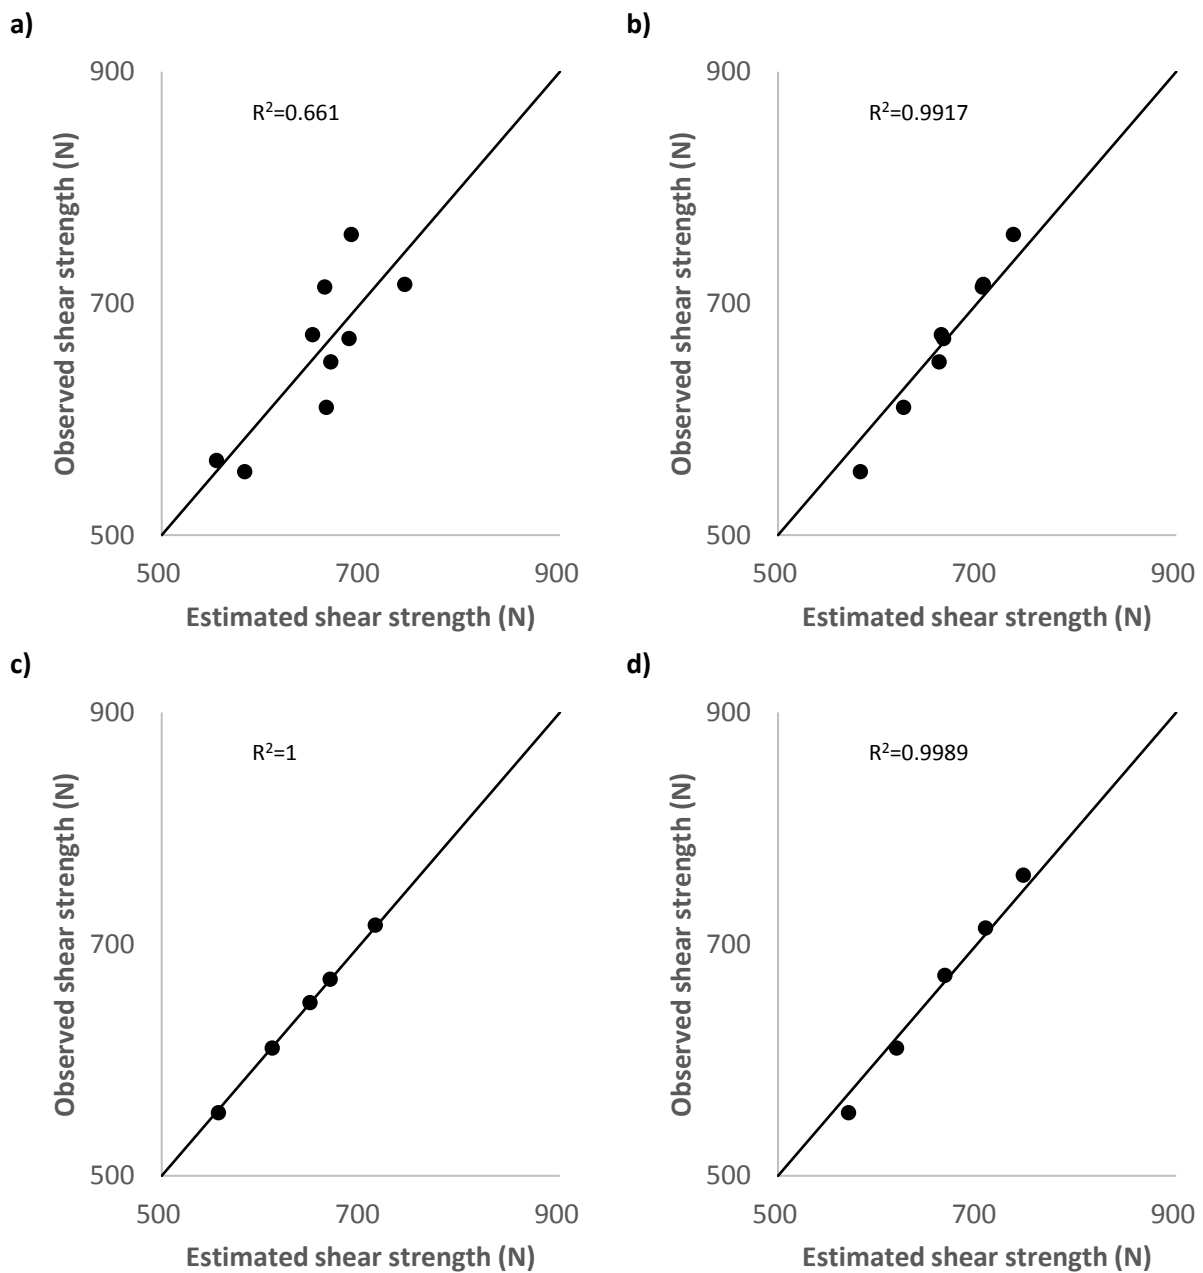 a)
900
R²=0.661
700
500
500 700 900
Observed shear strength (N)
Estimated shear strength (N)
b)
900
R²=0.9917
700
500
500 700 900
Observed shear strength (N)
Estimated shear strength (N)
c)
900
R²=1
700
500
500 700 900
Observed shear strength (N)
Estimated shear strength (N)
d)
900
R²=0.9989
700
500
500 700 900
Observed shear strength (N)
Estimated shear strength (N)